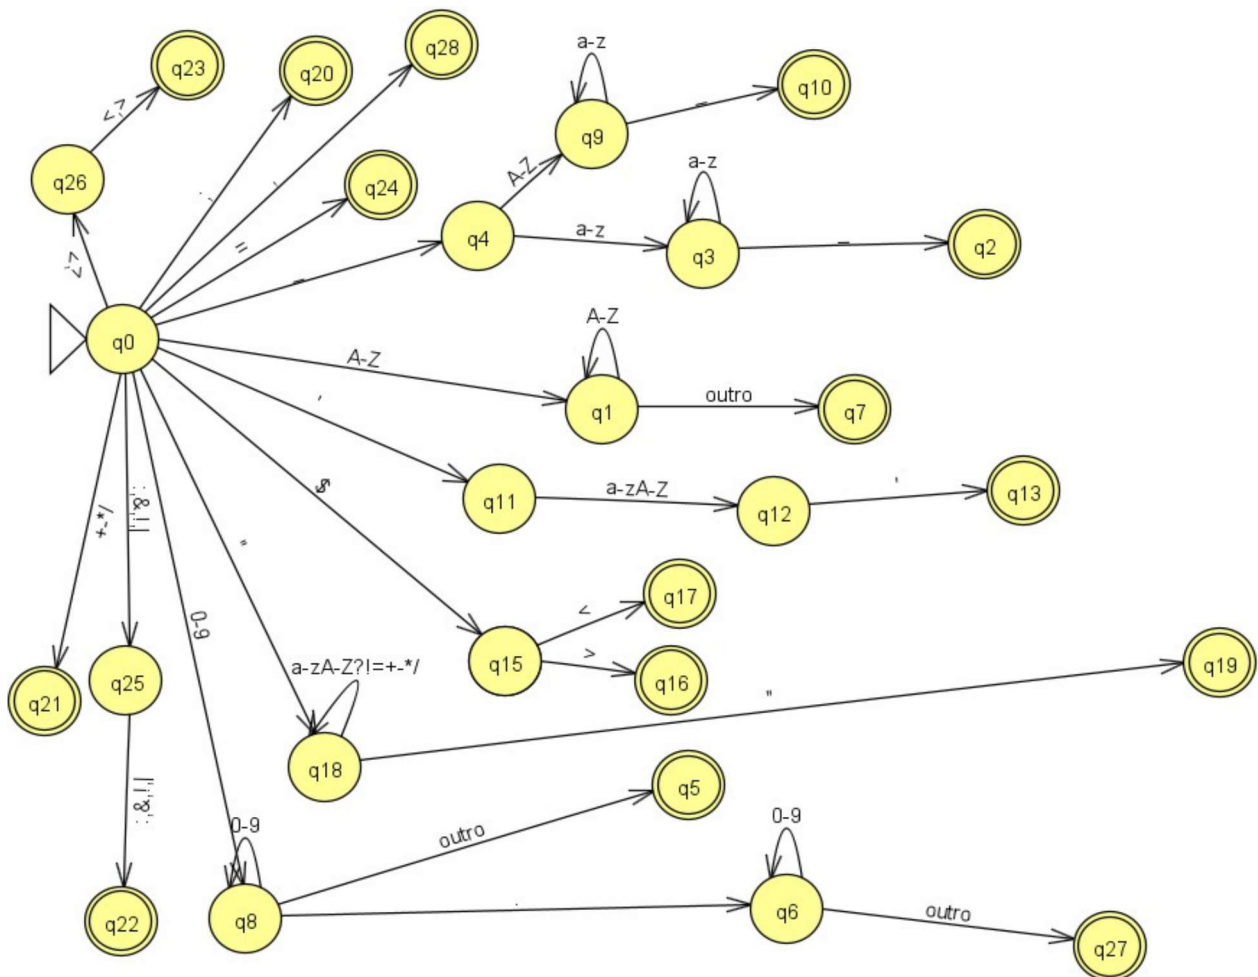 q28
q23
q20
a-z
q10
<,>
q9
_
q26
A-Z
a-z
q24
q4
a-z
q3
_
q2
=
<,>
_
q0
A-Z
A-Z
q1
outro
q7
'
$
q11
a-zA-Z
q12
'
q13
+-*/
:,&,!,|
"
0-9
q15
<
q17
>
q16
q21
q25
a-zA-Z?!=+-*/
q18
"
q19
|,!,&,:
q5
0-9
outro
0-9
q22
q8
.
q6
outro
q27